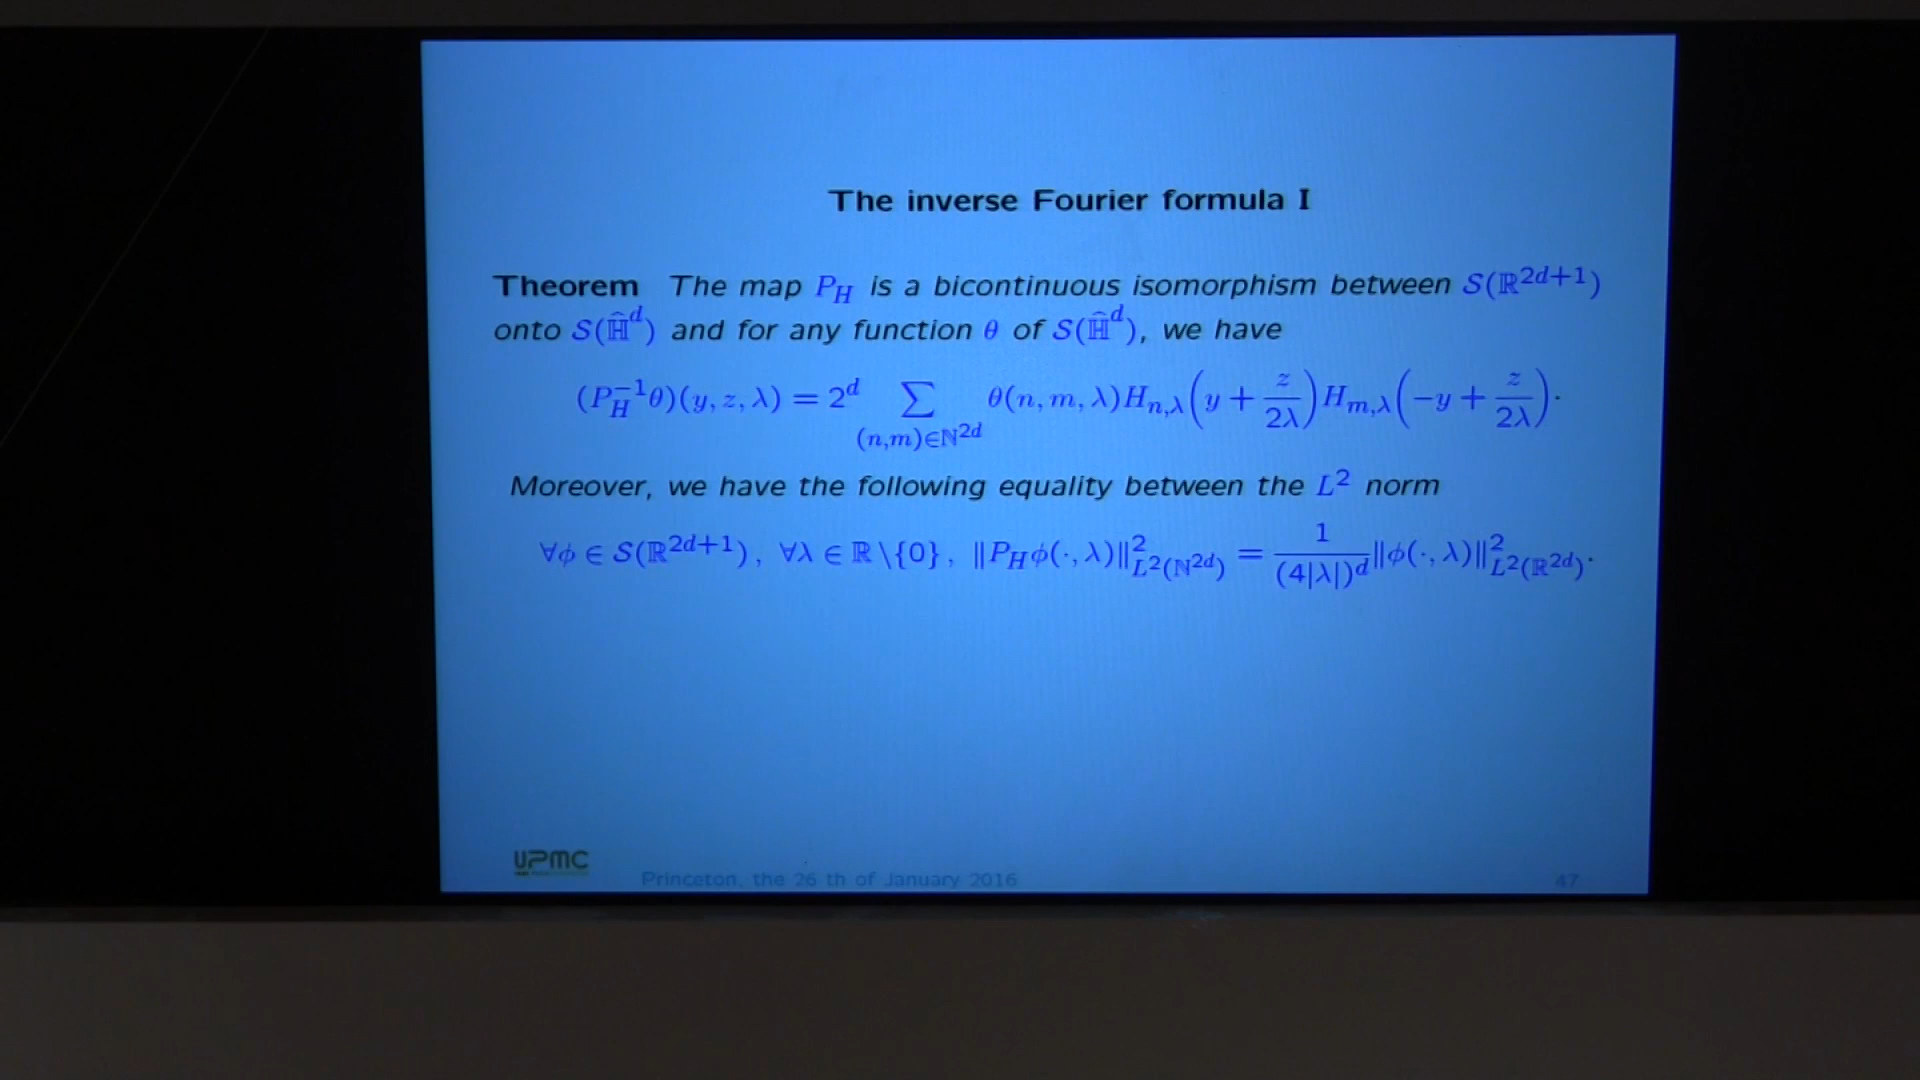 The inverse Fourier formula I
Theorem The map P_H is a bicontinuous isomorphism between 𝒮(ℝ^{2d+1})
onto 𝒮(ℍ̂^d) and for any function θ of 𝒮(ℍ̂^d), we have
(P_H^{-1}θ)(y, z, λ) = 2^d ∑_{(n,m)∈ℕ^{2d}} θ(n, m, λ)H_{n,λ}(y + z/2λ)H_{m,λ}(−y + z/2λ)·
Moreover, we have the following equality between the L^2 norm
∀φ ∈ 𝒮(ℝ^{2d+1}), ∀λ ∈ ℝ\{0}, ‖P_Hφ(·, λ)‖^2_{L^2(ℕ^{2d})} = 1/(4|λ|)^d ‖φ(·, λ)‖^2_{L^2(ℝ^{2d})}·
UPMC
Princeton, the 26 th of January 2016
47